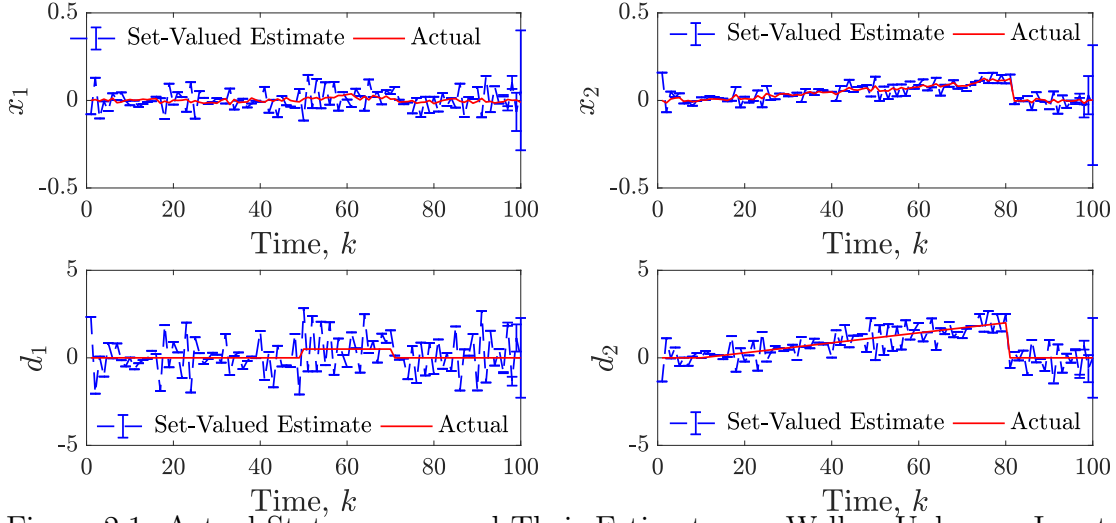 0.5
Set-Valued Estimate
Actual
x1
0
-0.5
0 20 40 60 80 100
Time, k
0.5
Set-Valued Estimate
Actual
x2
0
-0.5
0 20 40 60 80 100
Time, k
5
d1
0
Set-Valued Estimate
Actual
-5
0 20 40 60 80 100
Time, k
5
d2
0
Set-Valued Estimate
Actual
-5
0 20 40 60 80 100
Time, k